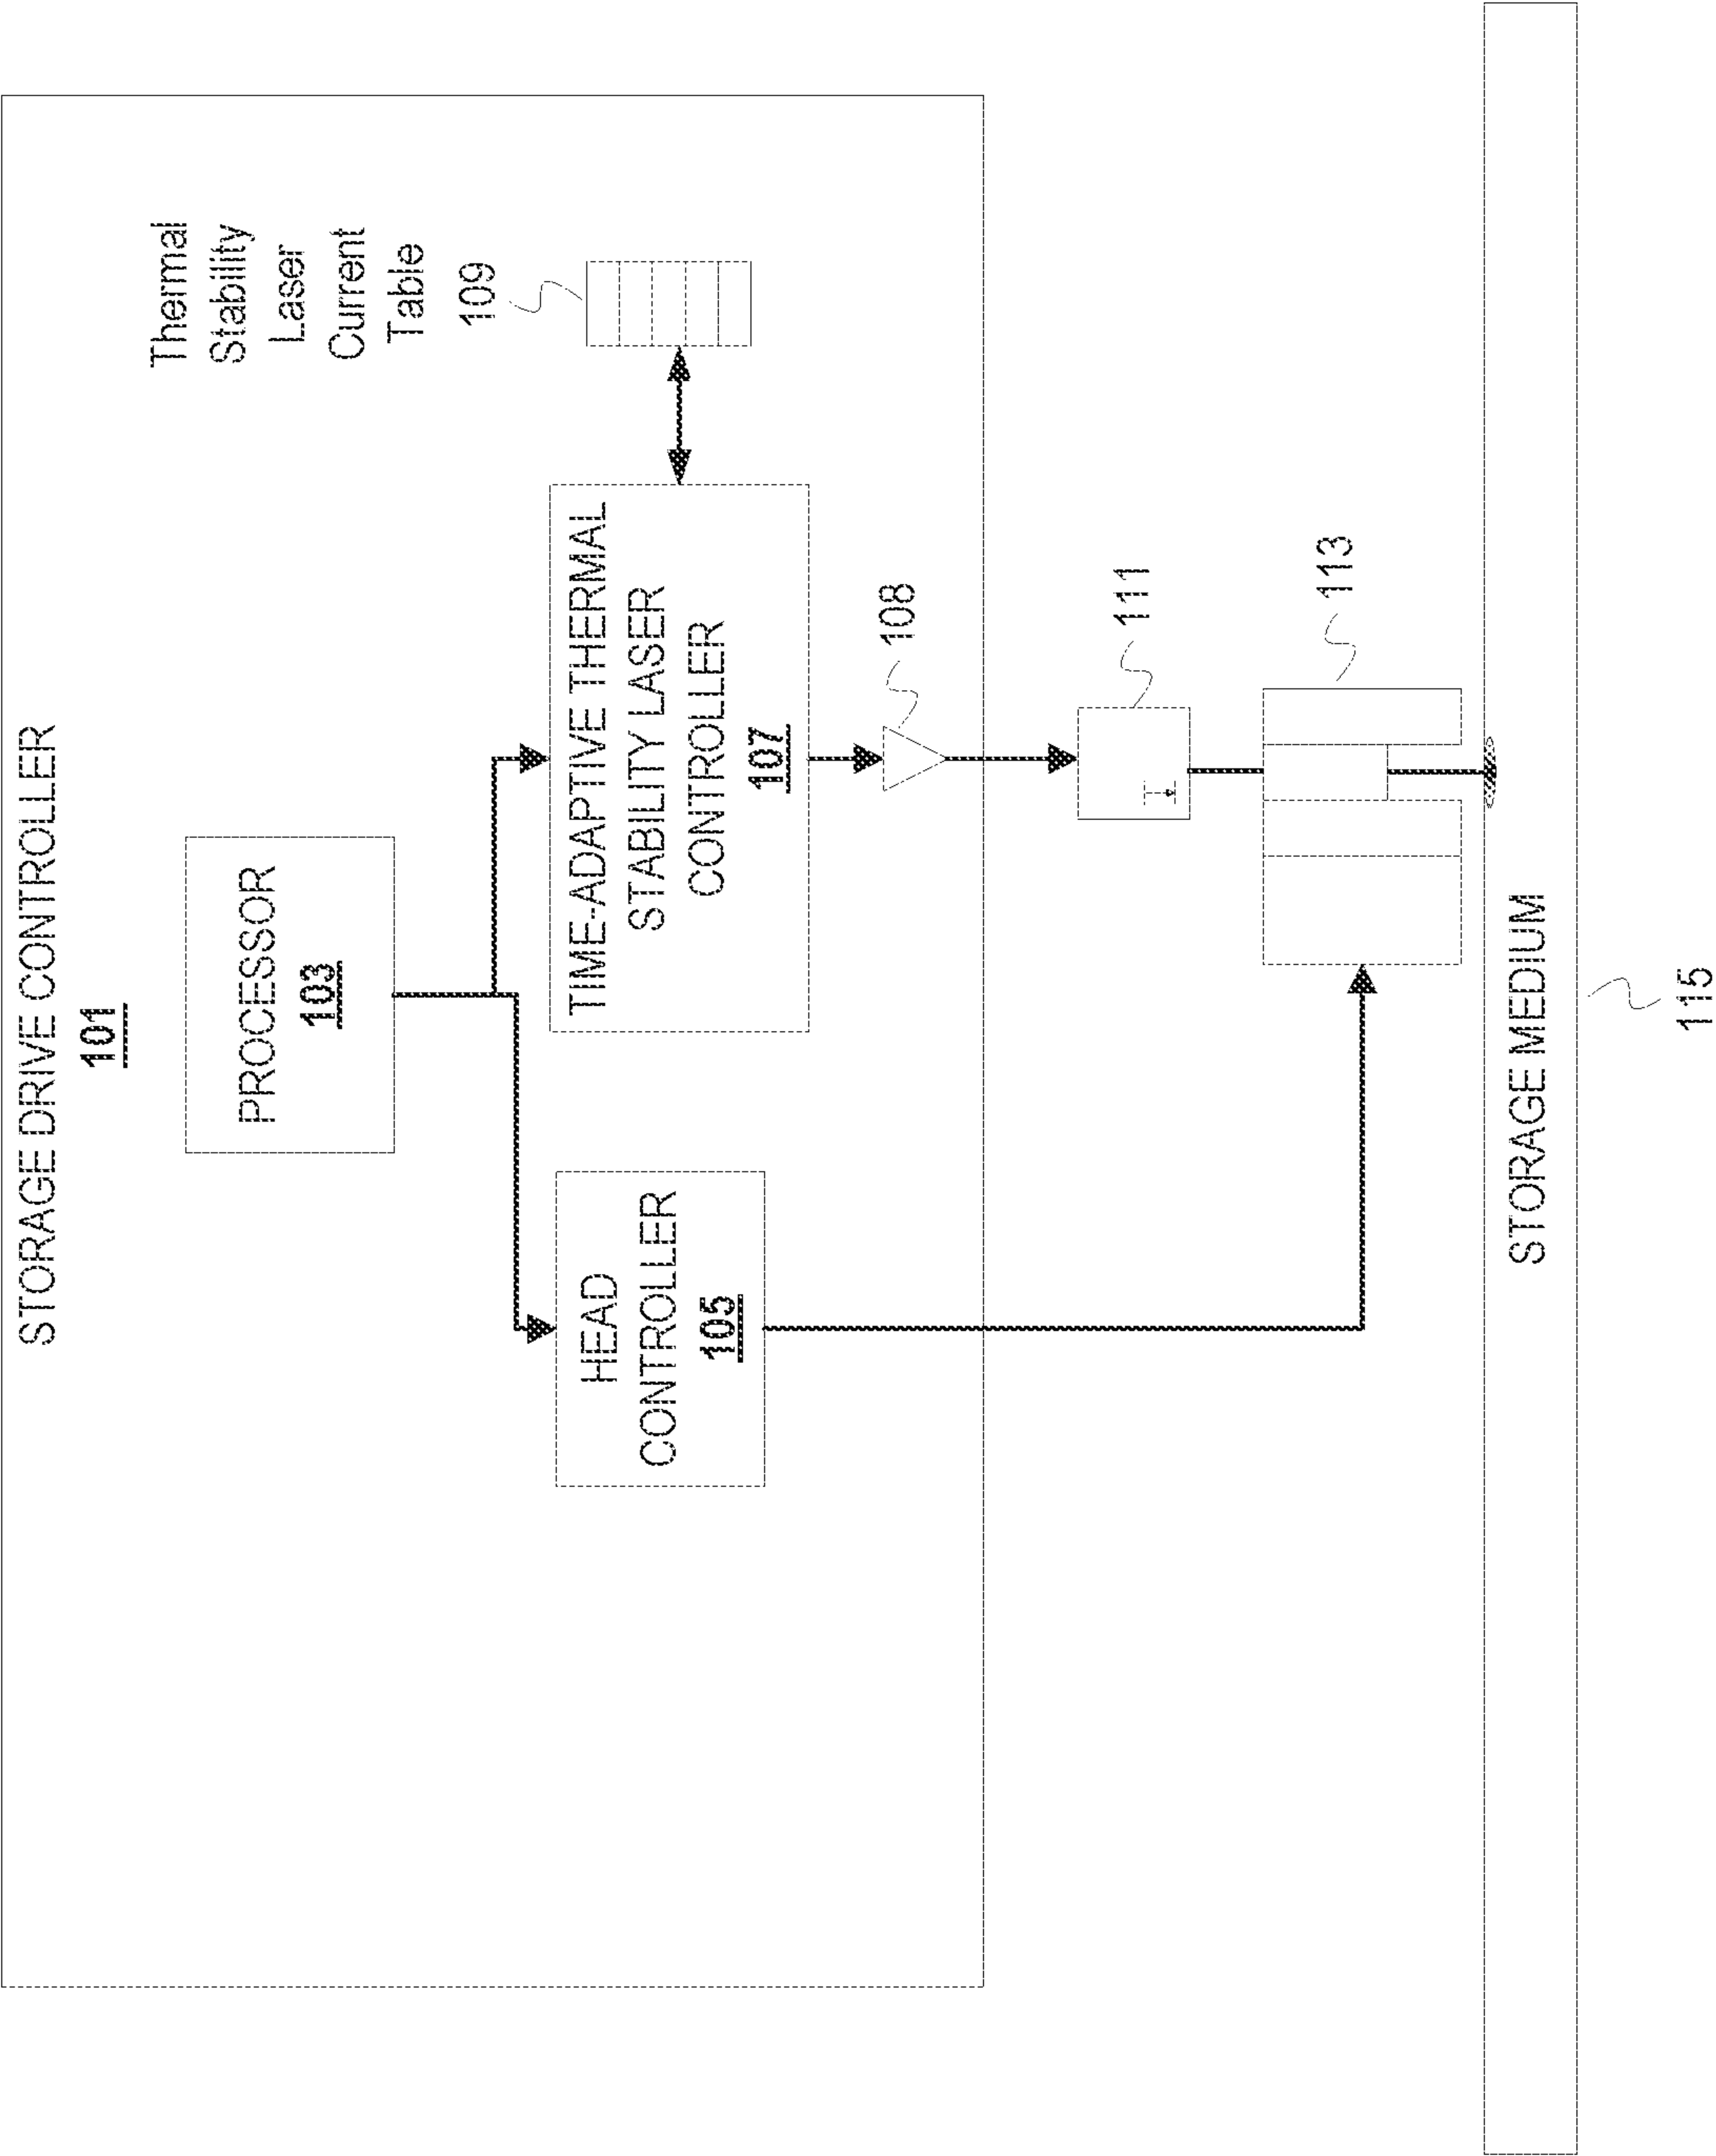 STORAGE DRIVE CONTROLLER
101
Thermal
Stability
Laser
Current
Table
109
PROCESSOR
103
HEAD
CONTROLLER
105
TIME-ADAPTIVE THERMAL
STABILITY LASER
CONTROLLER
107
108
111
113
STORAGE MEDIUM
115